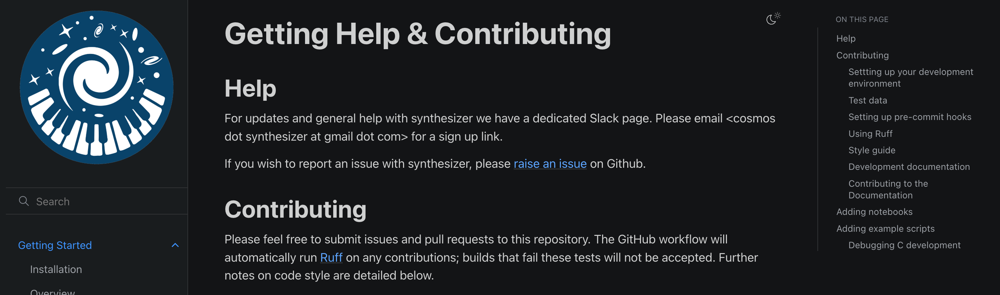 Search
Getting Started
Installation
Overview
Getting Help & Contributing
Help
For updates and general help with synthesizer we have a dedicated Slack page. Please email <cosmos
dot synthesizer at gmail dot com> for a sign up link.
If you wish to report an issue with synthesizer, please raise an issue on Github.
Contributing
Please feel free to submit issues and pull requests to this repository. The GitHub workflow will
automatically run Ruff on any contributions; builds that fail these tests will not be accepted. Further
notes on code style are detailed below.
ON THIS PAGE
Help
Contributing
Settting up your development
environment
Test data
Setting up pre-commit hooks
Using Ruff
Style guide
Development documentation
Contributing to the
Documentation
Adding notebooks
Adding example scripts
Debugging C development